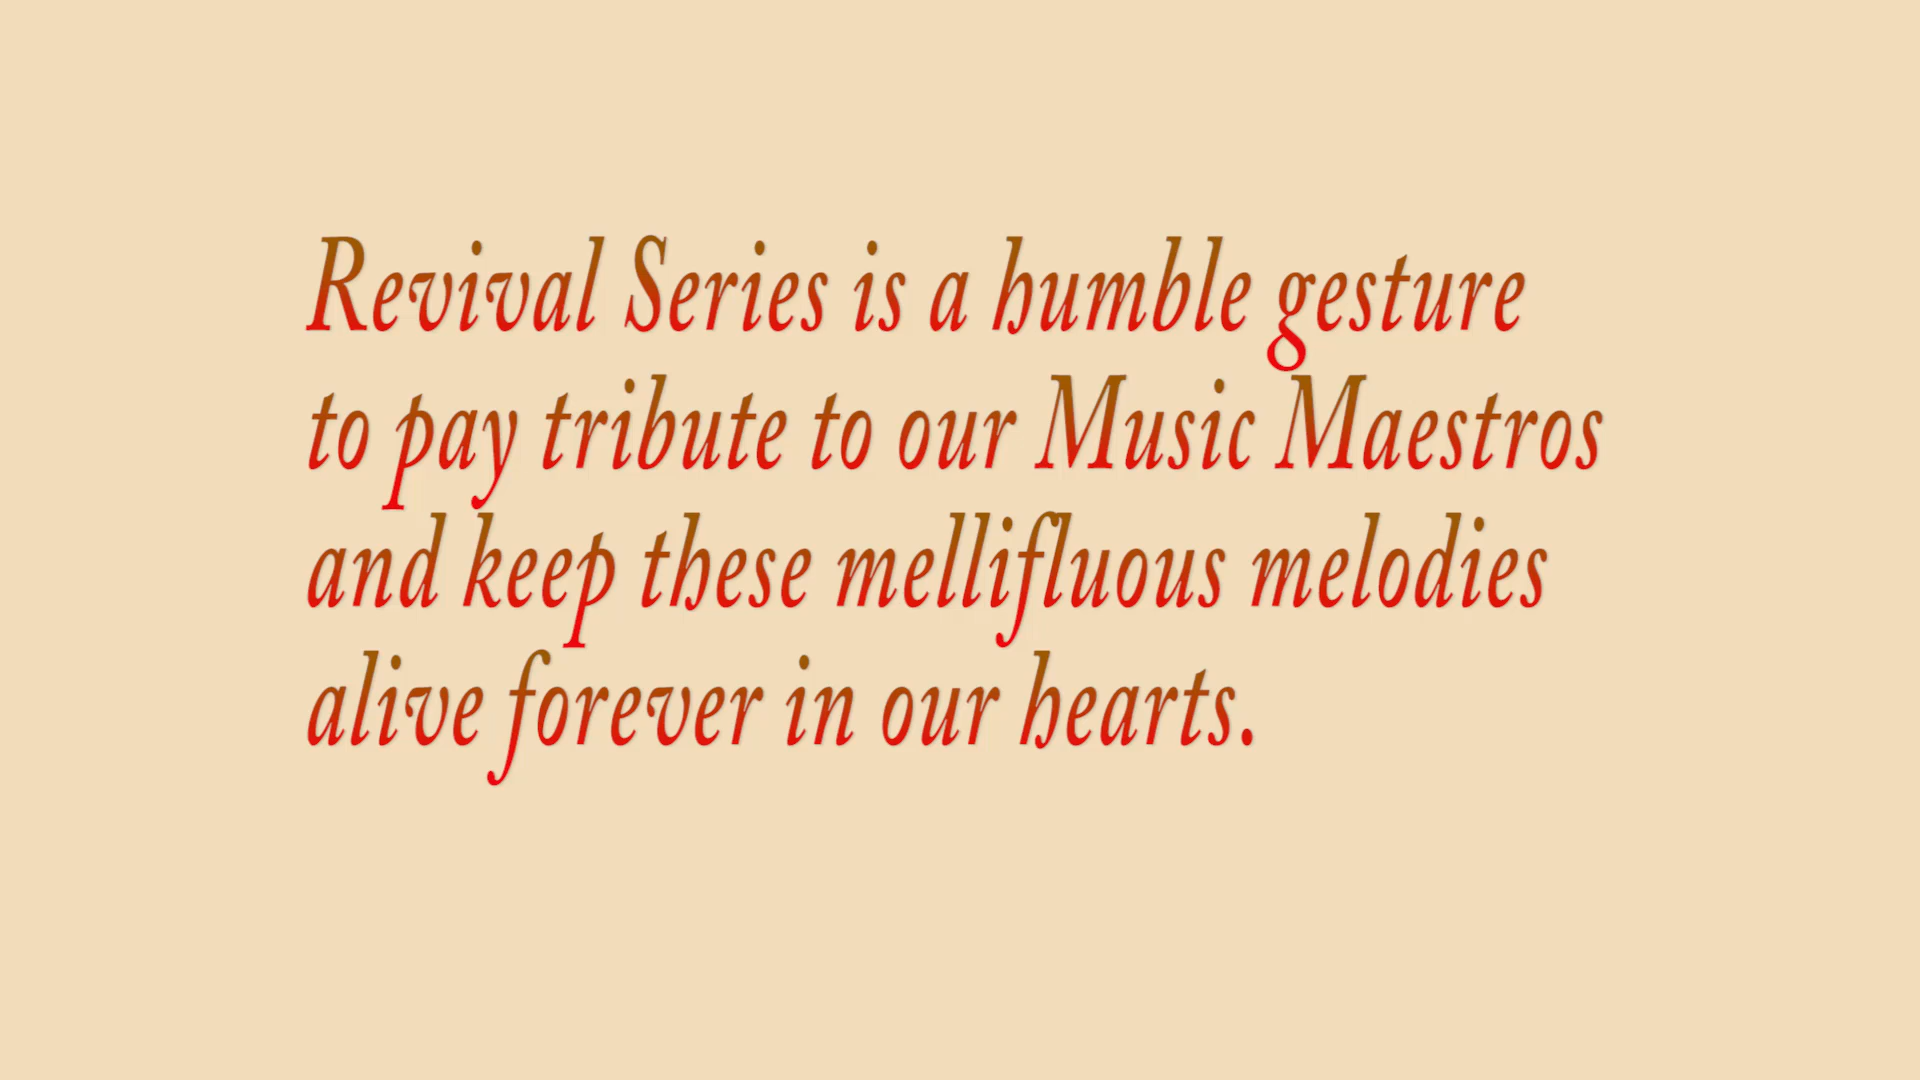 Revival Series is a humble gesture
to pay tribute to our Music Maestros
and keep these mellifluous melodies
alive forever in our hearts.